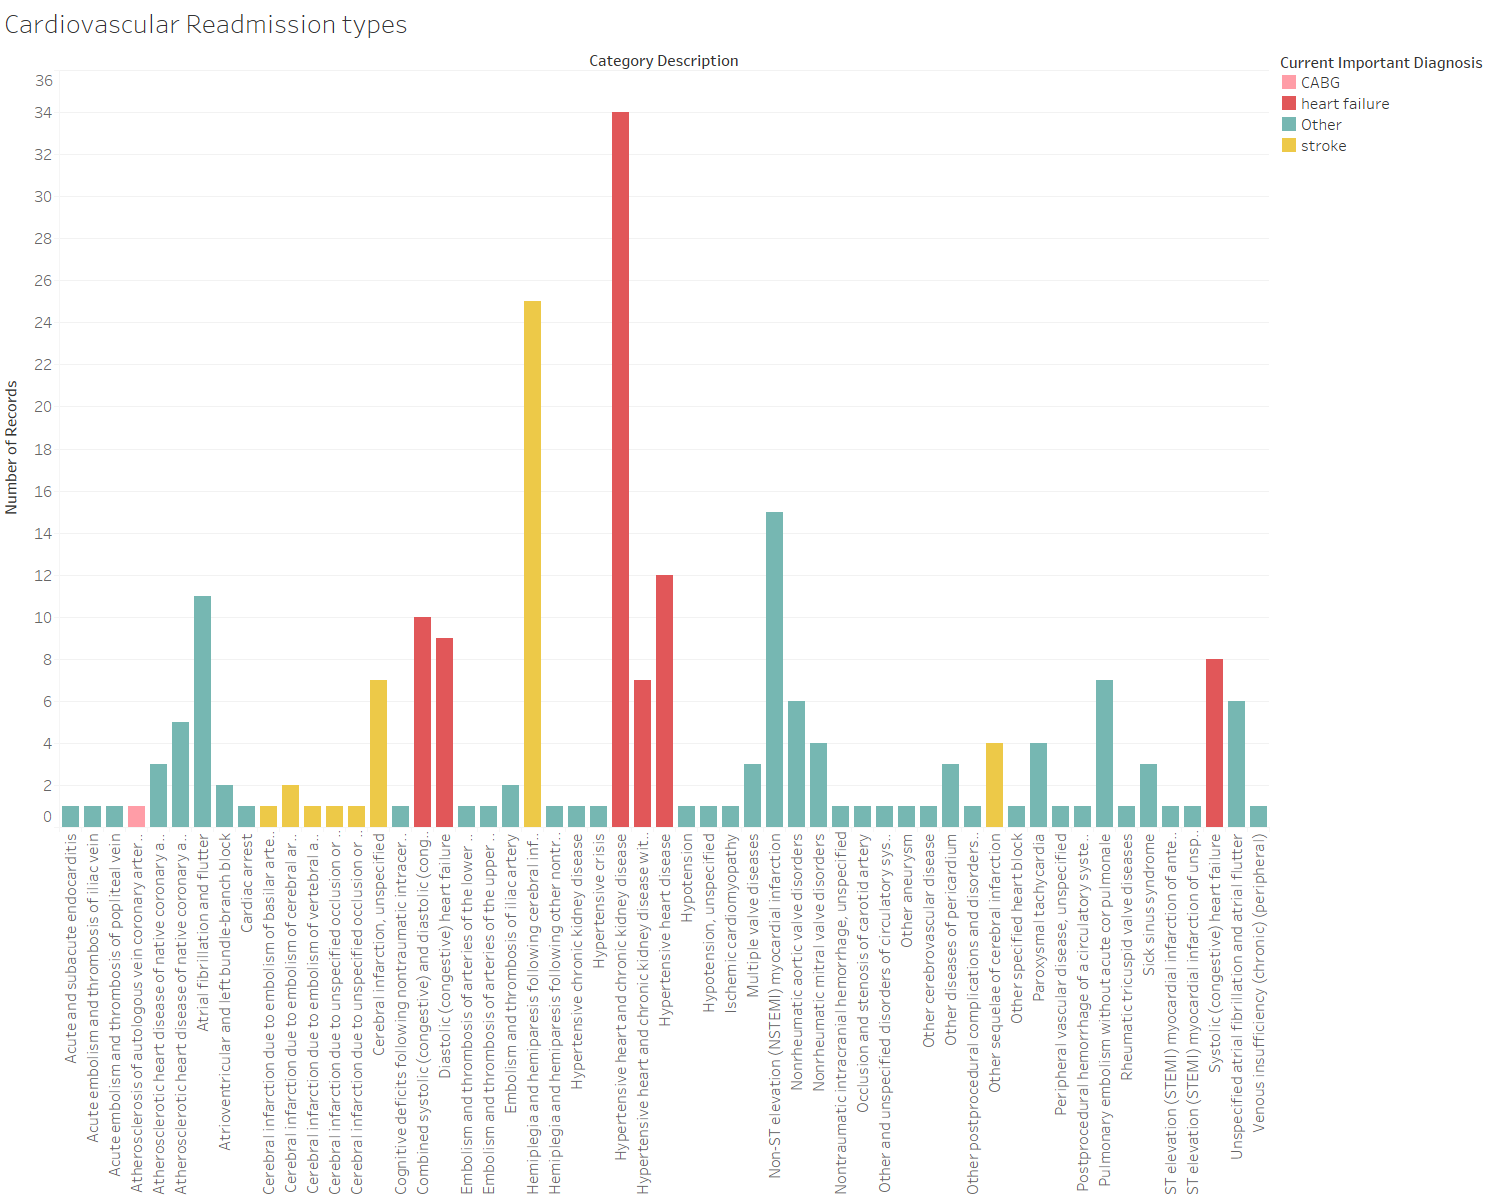 Cardiovascular Readmission types
Category Description
Current Important Diagnosis
CABG
heart failure
Other
stroke
Number of Records
36
34
32
30
28
26
24
22
20
18
16
14
12
10
8
6
4
2
0
Acute and subacute endocarditis
Acute embolism and thrombosis of iliac vein
Acute embolism and thrombosis of popliteal vein
Atherosclerosis of autologous vein coronary arter..
Atherosclerotic heart disease of native coronary a..
Atherosclerotic heart disease of native coronary a..
Atrial fibrillation and flutter
Atrioventricular and left bundle-branch block
Cardiac arrest
Cerebral infarction due to embolism of basilar arte..
Cerebral infarction due to embolism of cerebral ar..
Cerebral infarction due to embolism of vertebral a..
Cerebral infarction due to unspecified occlusion or ..
Cerebral infarction due to unspecified occlusion or ..
Cerebral infarction, unspecified
Cognitive deficits following nontraumatic intracer..
Combined systolic (congestive) and diastolic (cong..
Diastolic (congestive) heart failure
Embolism and thrombosis of arteries of the lower ..
Embolism and thrombosis of arteries of the upper ..
Embolism and thrombosis of iliac artery
Hemiplegia and hemiparesis following cerebral inf..
Hemiplegia and hemiparesis following other nontr..
Hypertensive chronic kidney disease
Hypertensive crisis
Hypertensive heart and chronic kidney disease
Hypertensive heart and chronic kidney disease wit..
Hypertensive heart disease
Hypotension
Hypotension, unspecified
Ischemic cardiomyopathy
Multiple valve diseases
Non-ST elevation (NSTEMI) myocardial infarction
Nonrheumatic aortic valve disorders
Nonrheumatic mitral valve disorders
Nontraumatic intracranial hemorrhage, unspecified
Occlusion and stenosis of carotid artery
Other and unspecified disorders of circulatory sys..
Other aneurysm
Other cerebrovascular disease
Other diseases of pericardium
Other postprocedural complications and disorders..
Other sequelae of cerebral infarction
Other specified heart block
Paroxysmal tachycardia
Peripheral vascular disease, unspecified
Postprocedural hemorrhage of a circulatory syste..
Pulmonary embolism without acute cor pulmonale
Rheumatic tricuspid valve diseases
Sick sinus syndrome
ST elevation (STEMI) myocardial infarction of ante..
ST elevation (STEMI) myocardial infarction of unsp..
Systolic (congestive) heart failure
Unspecified atrial fibrillation and atrial flutter
Venous insufficiency (chronic) (peripheral)